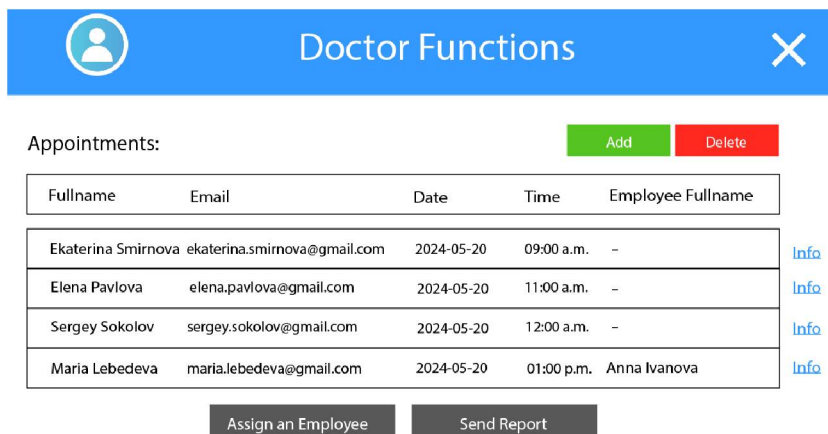 Doctor Functions
Appointments:
Add
Delete
Fullname Email Date Time Employee Fullname
Ekaterina Smirnova ekaterina.smirnova@gmail.com 2024-05-20 09:00 a.m. – Info
Elena Pavlova elena.pavlova@gmail.com 2024-05-20 11:00 a.m. – Info
Sergey Sokolov sergey.sokolov@gmail.com 2024-05-20 12:00 a.m. – Info
Maria Lebedeva maria.lebedeva@gmail.com 2024-05-20 01:00 p.m. Anna Ivanova Info
Assign an Employee
Send Report